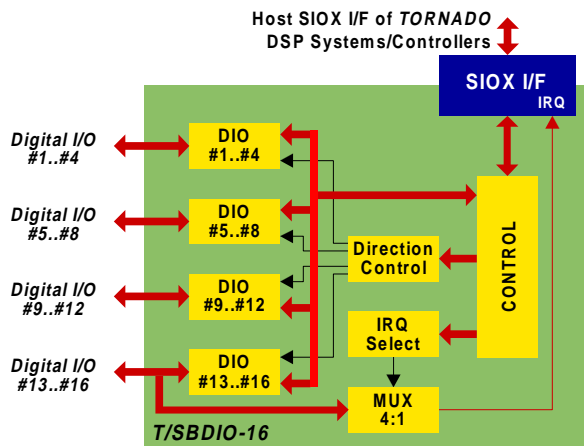 Host SIOX I/F of TORNADO
DSP Systems/Controllers
SIOX I/F
IRQ
Digital I/O
#1..#4
DIO
#1..#4
Digital I/O
#5..#8
DIO
#5..#8
Direction
Control
CONTROL
Digital I/O
#9..#12
DIO
#9..#12
IRQ
Select
Digital I/O
#13..#16
DIO
#13..#16
MUX
4:1
T/SBDIO-16